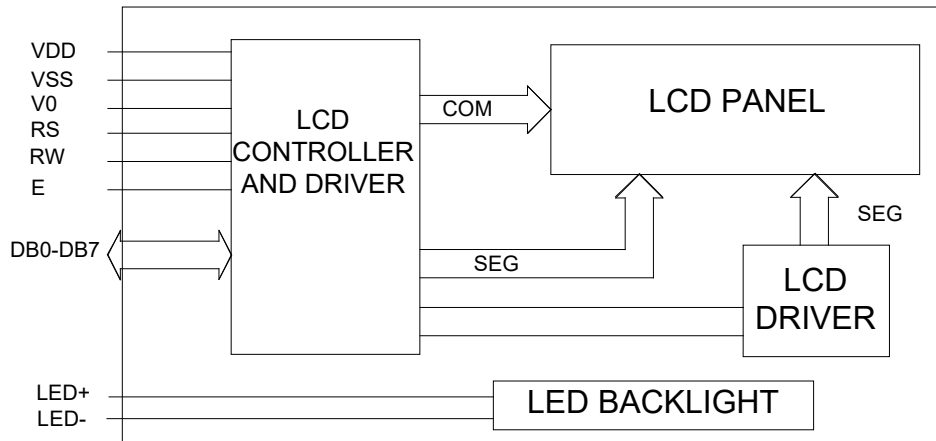 VDD
VSS
V0
RS
RW
E
DB0-DB7
LED+
LED-
LCD
CONTROLLER
AND DRIVER
COM
SEG
LCD PANEL
SEG
LCD
DRIVER
LED BACKLIGHT